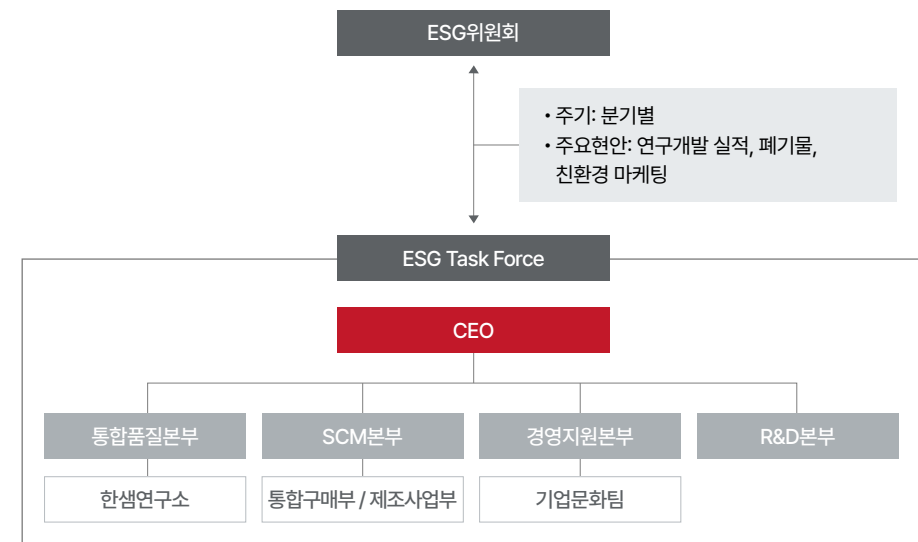 ESG위원회
• 주기: 분기별
• 주요현안: 연구개발 실적, 폐기물,
친환경 마케팅
ESG Task Force
CEO
통합품질본부
SCM본부
경영지원본부
R&D본부
한샘연구소
통합구매부 / 제조사업부
기업문화팀